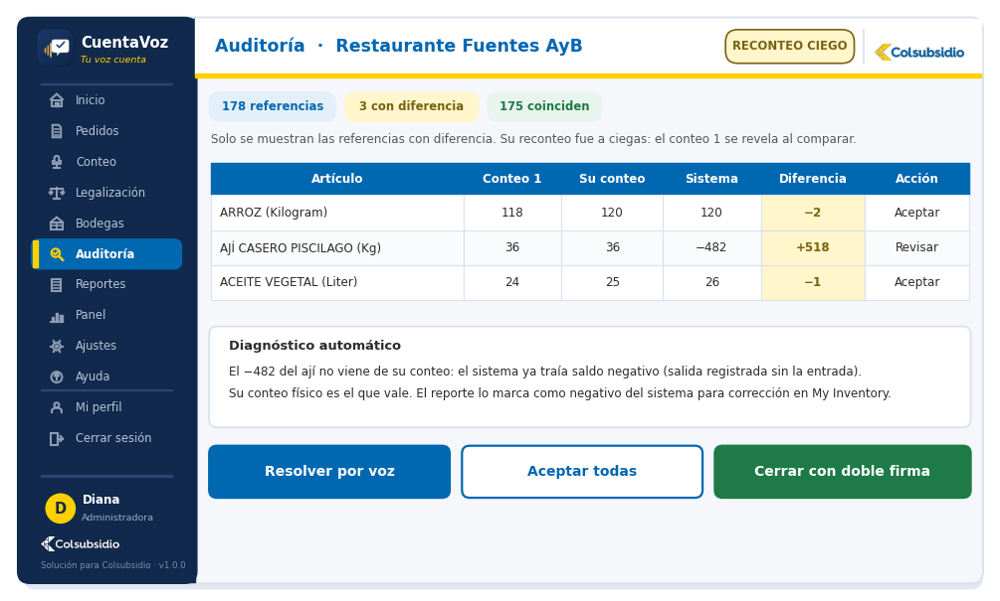 CuentaVoz
Tu voz cuenta
Inicio
Pedidos
Conteo
Legalización
Bodegas
Auditoría
Reportes
Panel
Ajustes
Ayuda
Mi perfil
Cerrar sesión
D
Diana
Administradora
Colsubsidio
Solución para Colsubsidio · v1.0.0
Auditoría · Restaurante Fuentes AyB
RECONTEO CIEGO
Colsubsidio
178 referencias 3 con diferencia 175 coinciden
Solo se muestran las referencias con diferencia. Su reconteo fue a ciegas: el conteo 1 se revela al comparar.
Artículo Conteo 1 Su conteo Sistema Diferencia Acción
ARROZ (Kilogram) 118 120 120 −2 Aceptar
AJÍ CASERO PISCILAGO (Kg) 36 36 −482 +518 Revisar
ACEITE VEGETAL (Liter) 24 25 26 −1 Aceptar
Diagnóstico automático
El −482 del ají no viene de su conteo: el sistema ya traía saldo negativo (salida registrada sin la entrada).
Su conteo físico es el que vale. El reporte lo marca como negativo del sistema para corrección en My Inventory.
Resolver por voz Aceptar todas Cerrar con doble firma